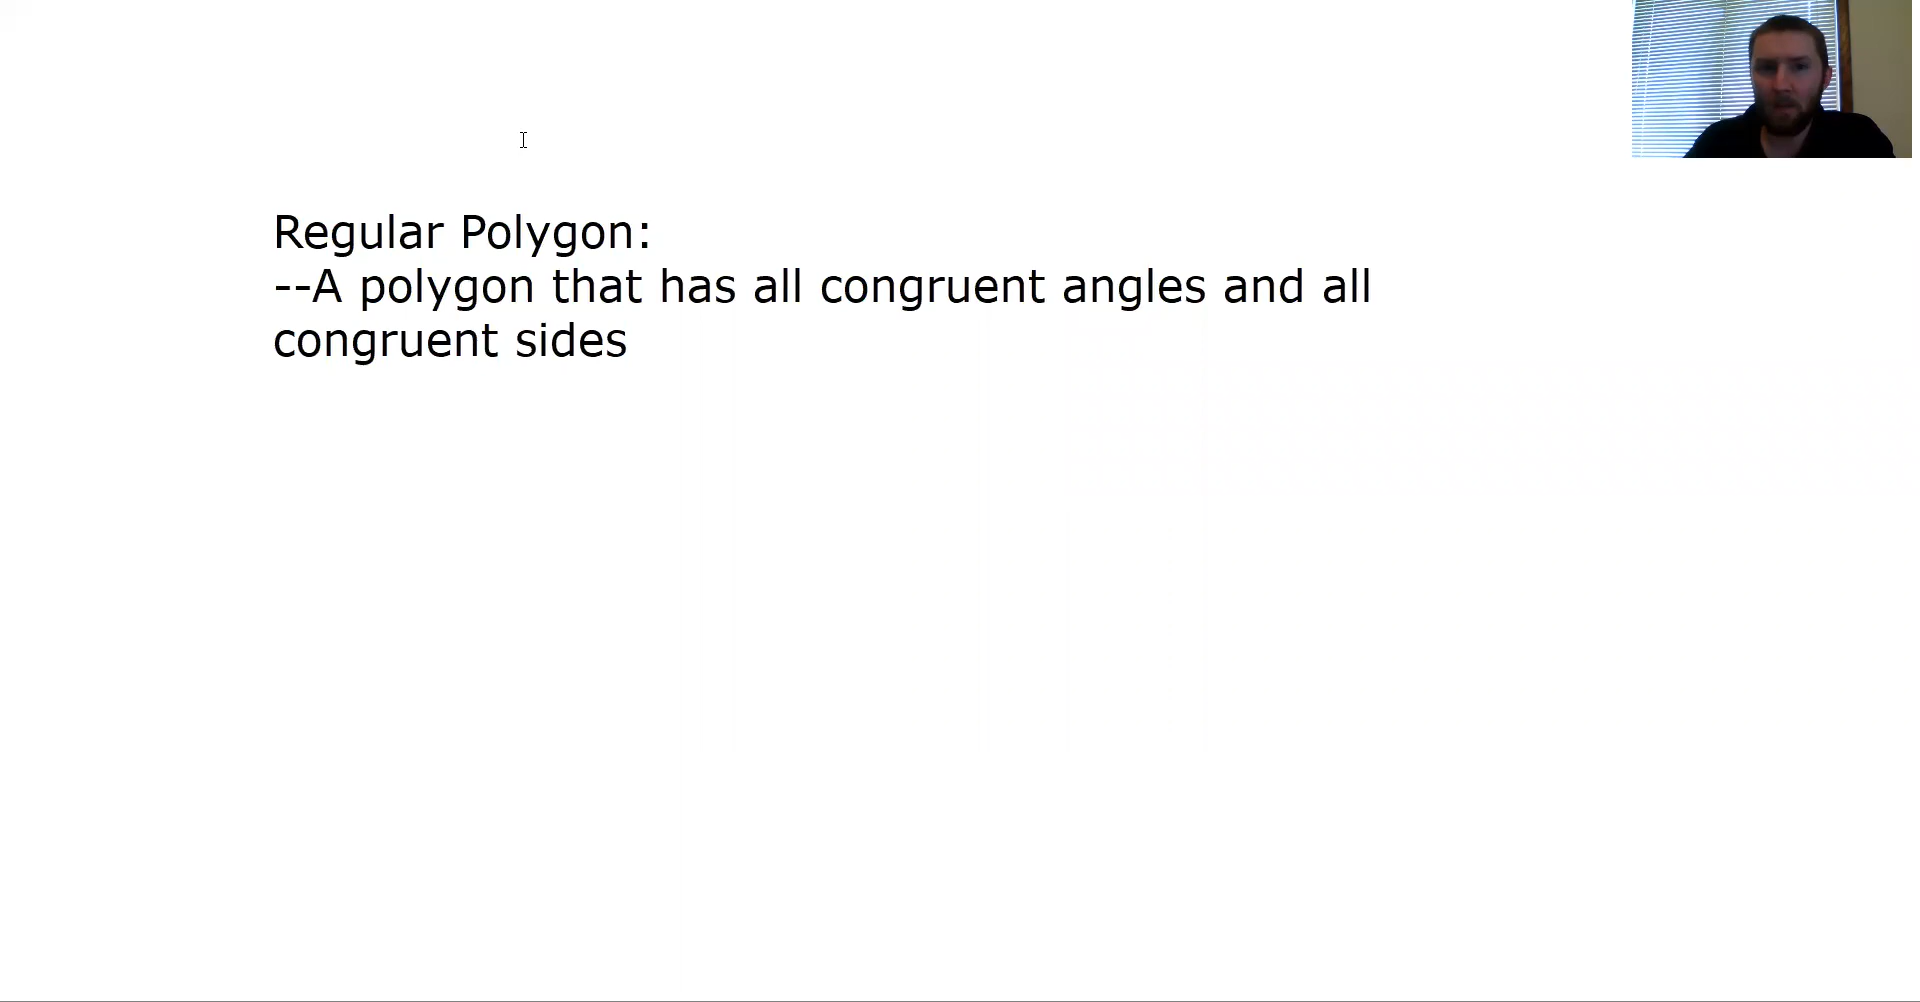 Regular Polygon:
--A polygon that has all congruent angles and all
congruent sides